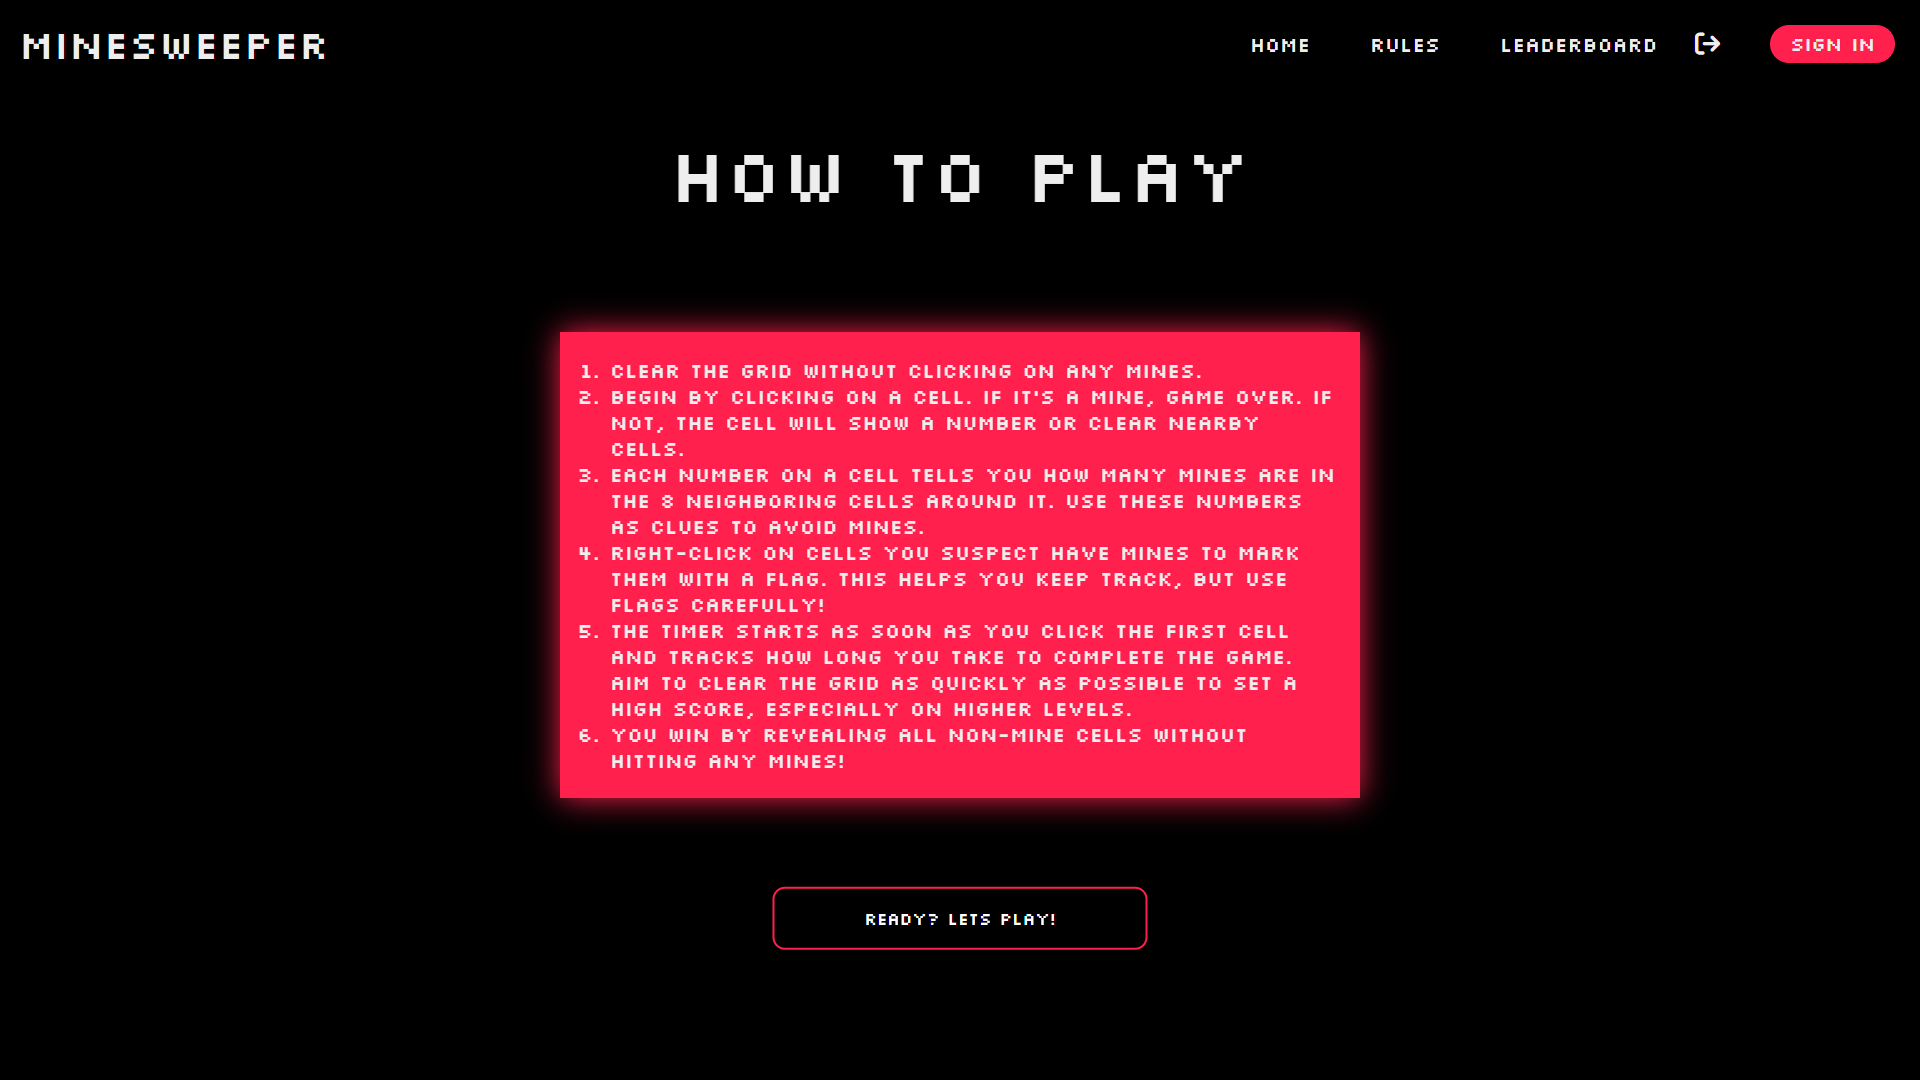 MINESWEEPER
HOME RULES LEADERBOARD SIGN IN
HOW TO PLAY
1. CLEAR THE GRID WITHOUT CLICKING ON ANY MINES.
2. BEGIN BY CLICKING ON A CELL. IF IT'S A MINE, GAME OVER. IF
NOT, THE CELL WILL SHOW A NUMBER OR CLEAR NEARBY
CELLS.
3. EACH NUMBER ON A CELL TELLS YOU HOW MANY MINES ARE IN
THE 8 NEIGHBORING CELLS AROUND IT. USE THESE NUMBERS
AS CLUES TO AVOID MINES.
4. RIGHT-CLICK ON CELLS YOU SUSPECT HAVE MINES TO MARK
THEM WITH A FLAG. THIS HELPS YOU KEEP TRACK, BUT USE
FLAGS CAREFULLY!
5. THE TIMER STARTS AS SOON AS YOU CLICK THE FIRST CELL
AND TRACKS HOW LONG YOU TAKE TO COMPLETE THE GAME.
AIM TO CLEAR THE GRID AS QUICKLY AS POSSIBLE TO SET A
HIGH SCORE, ESPECIALLY ON HIGHER LEVELS.
6. YOU WIN BY REVEALING ALL NON-MINE CELLS WITHOUT
HITTING ANY MINES!
READY? LETS PLAY!